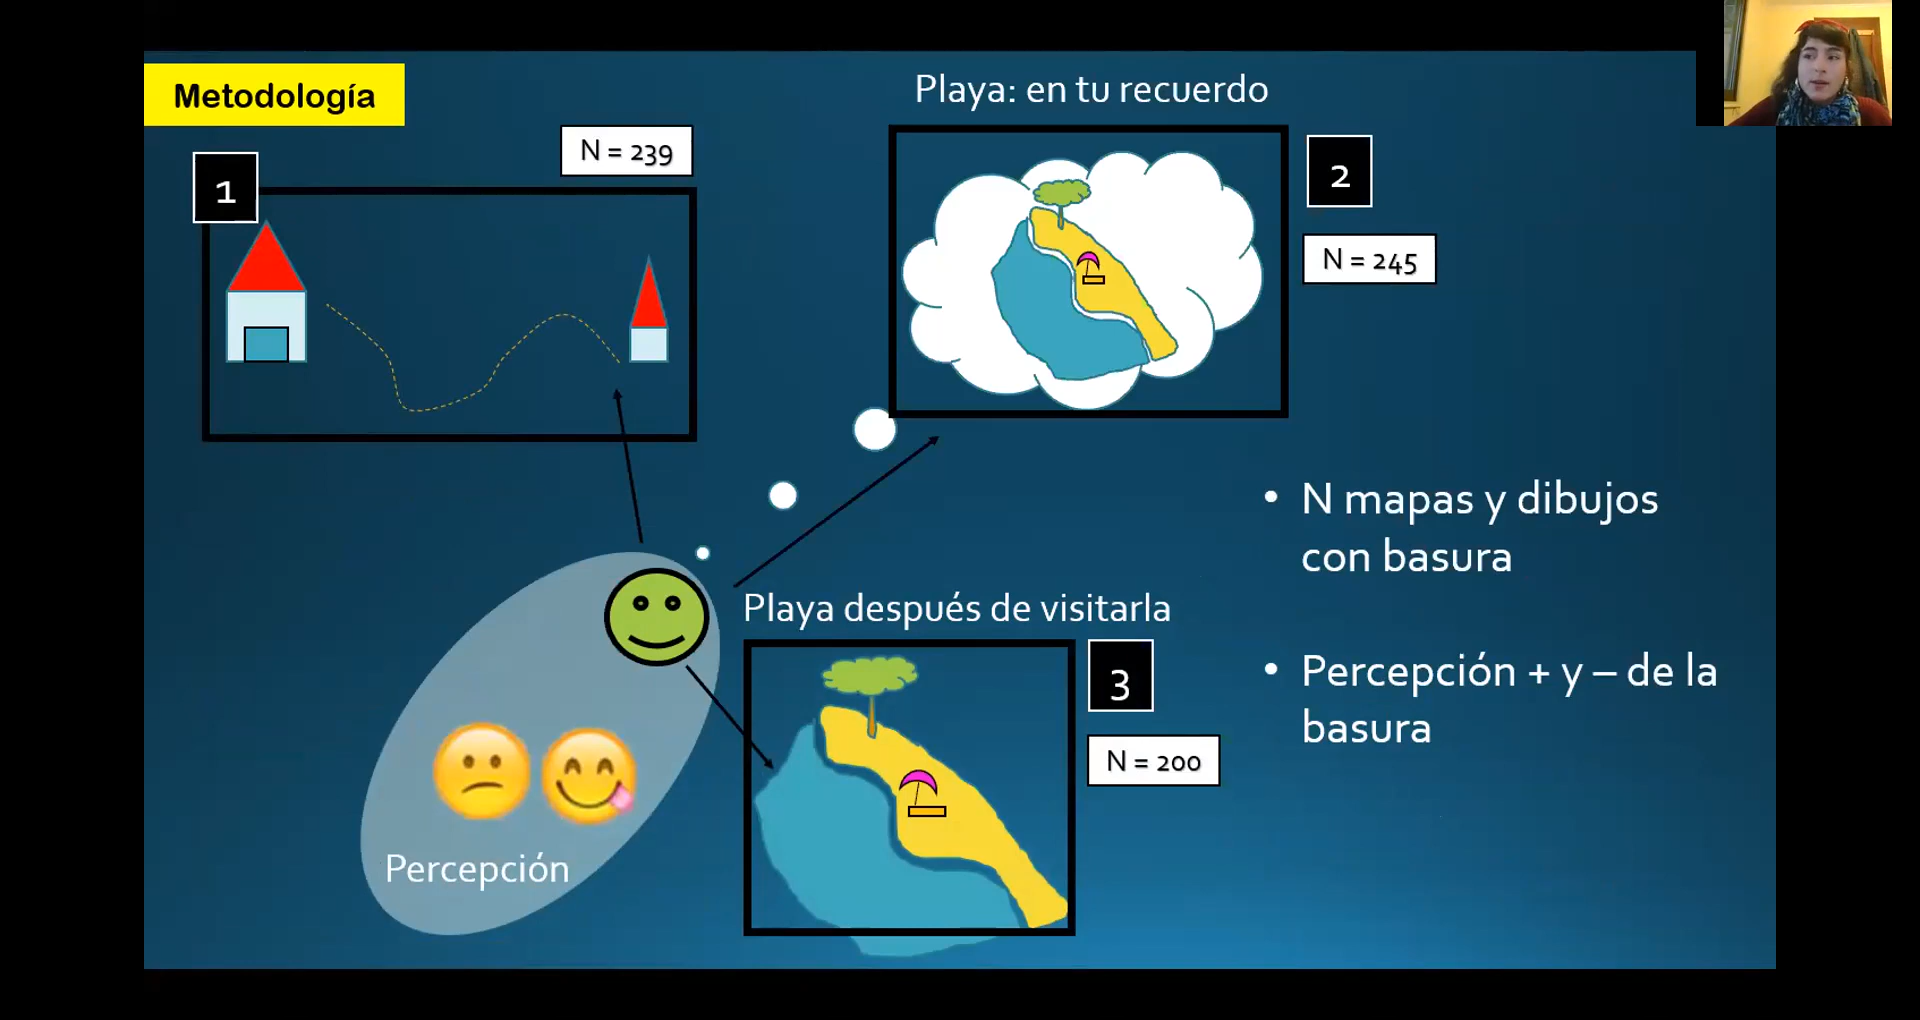 Metodología
Playa: en tu recuerdo
N = 239
1
2
N = 245
N mapas y dibujos
con basura
Playa después de visitarla
3
N = 200
Percepción + y – de la
basura
Percepción